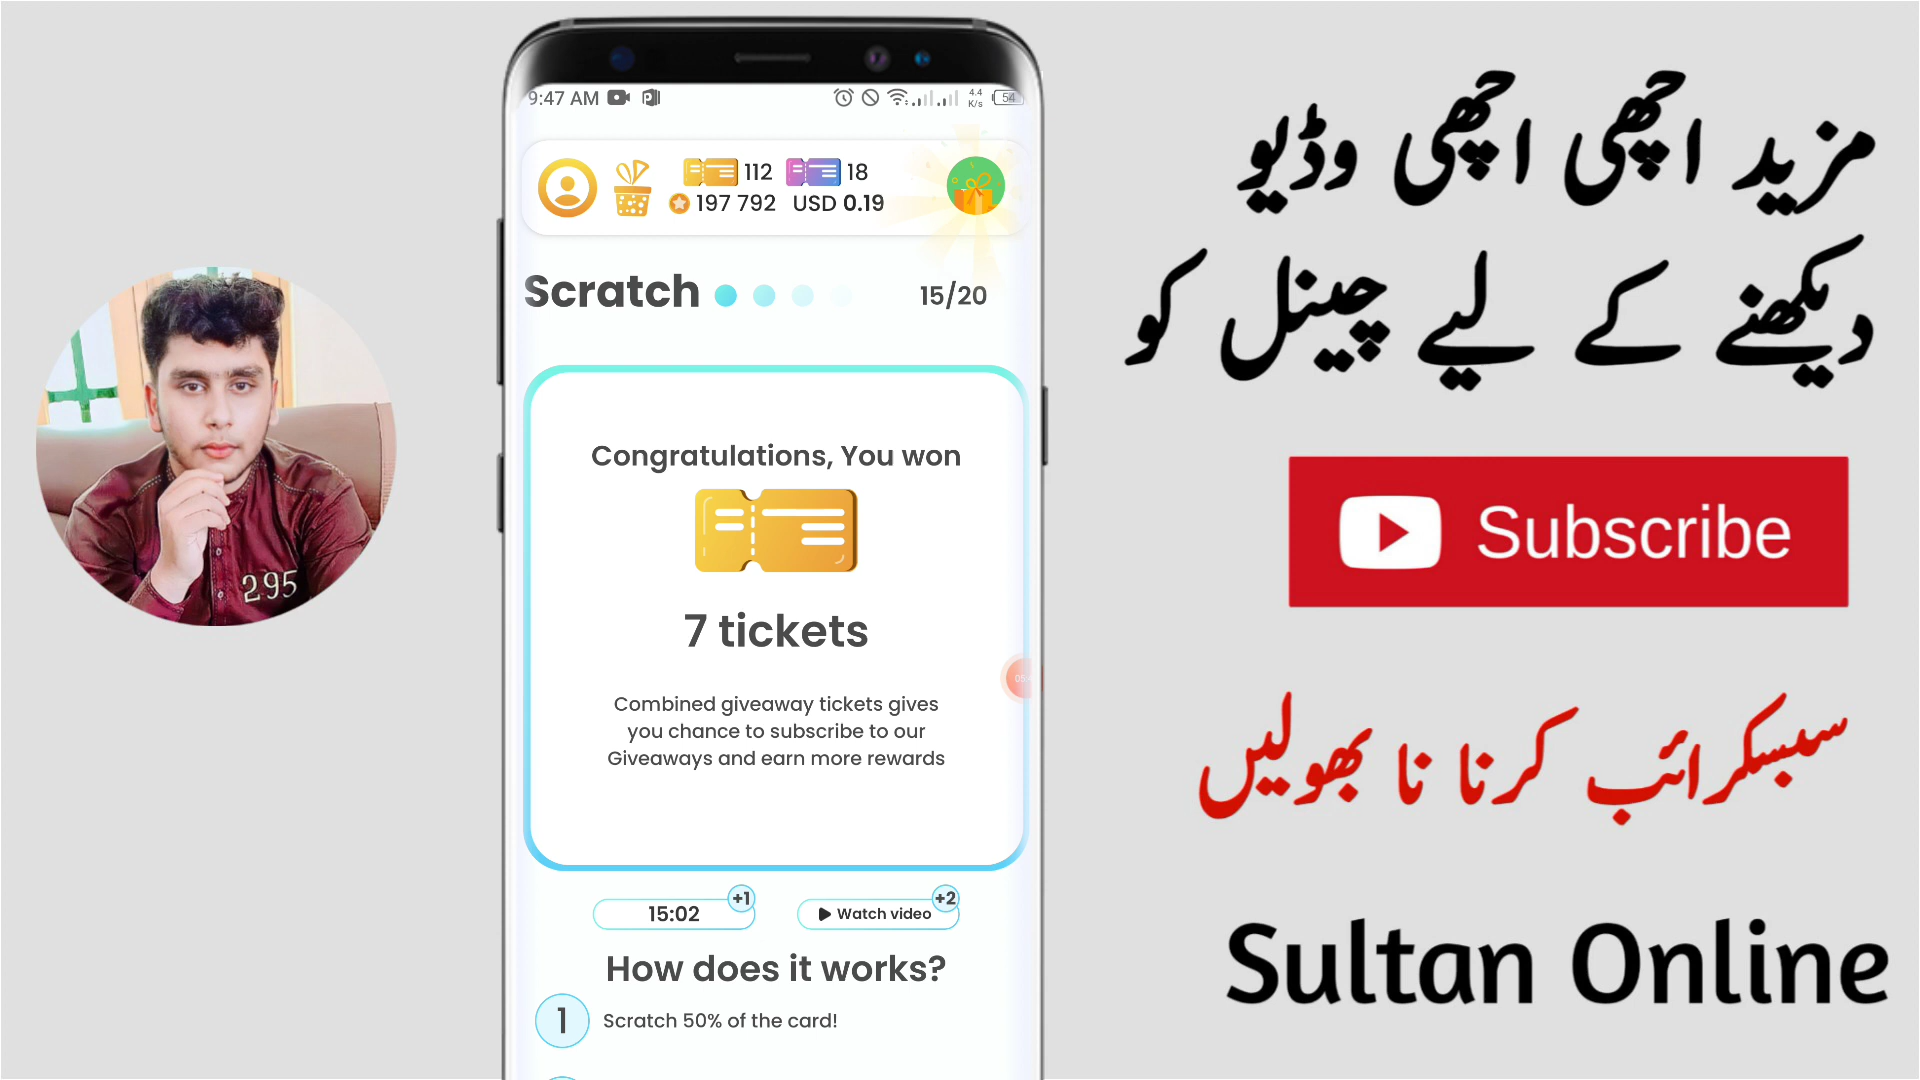 9:47 AM
4.4
K/s
54
112
18
197 792
USD 0.19
Scratch
15/20
Congratulations, You won
7 tickets
Combined giveaway tickets gives
you chance to subscribe to our
Giveaways and earn more rewards
15:02
+1
Watch video
+2
How does it works?
1
Scratch 50% of the card!
295
مزید اچھی اچھی وڈیو
دیکھنے کے لیے چینل کو
Subscribe
سبسکرائب کرنا نا بھولیں
Sultan Online